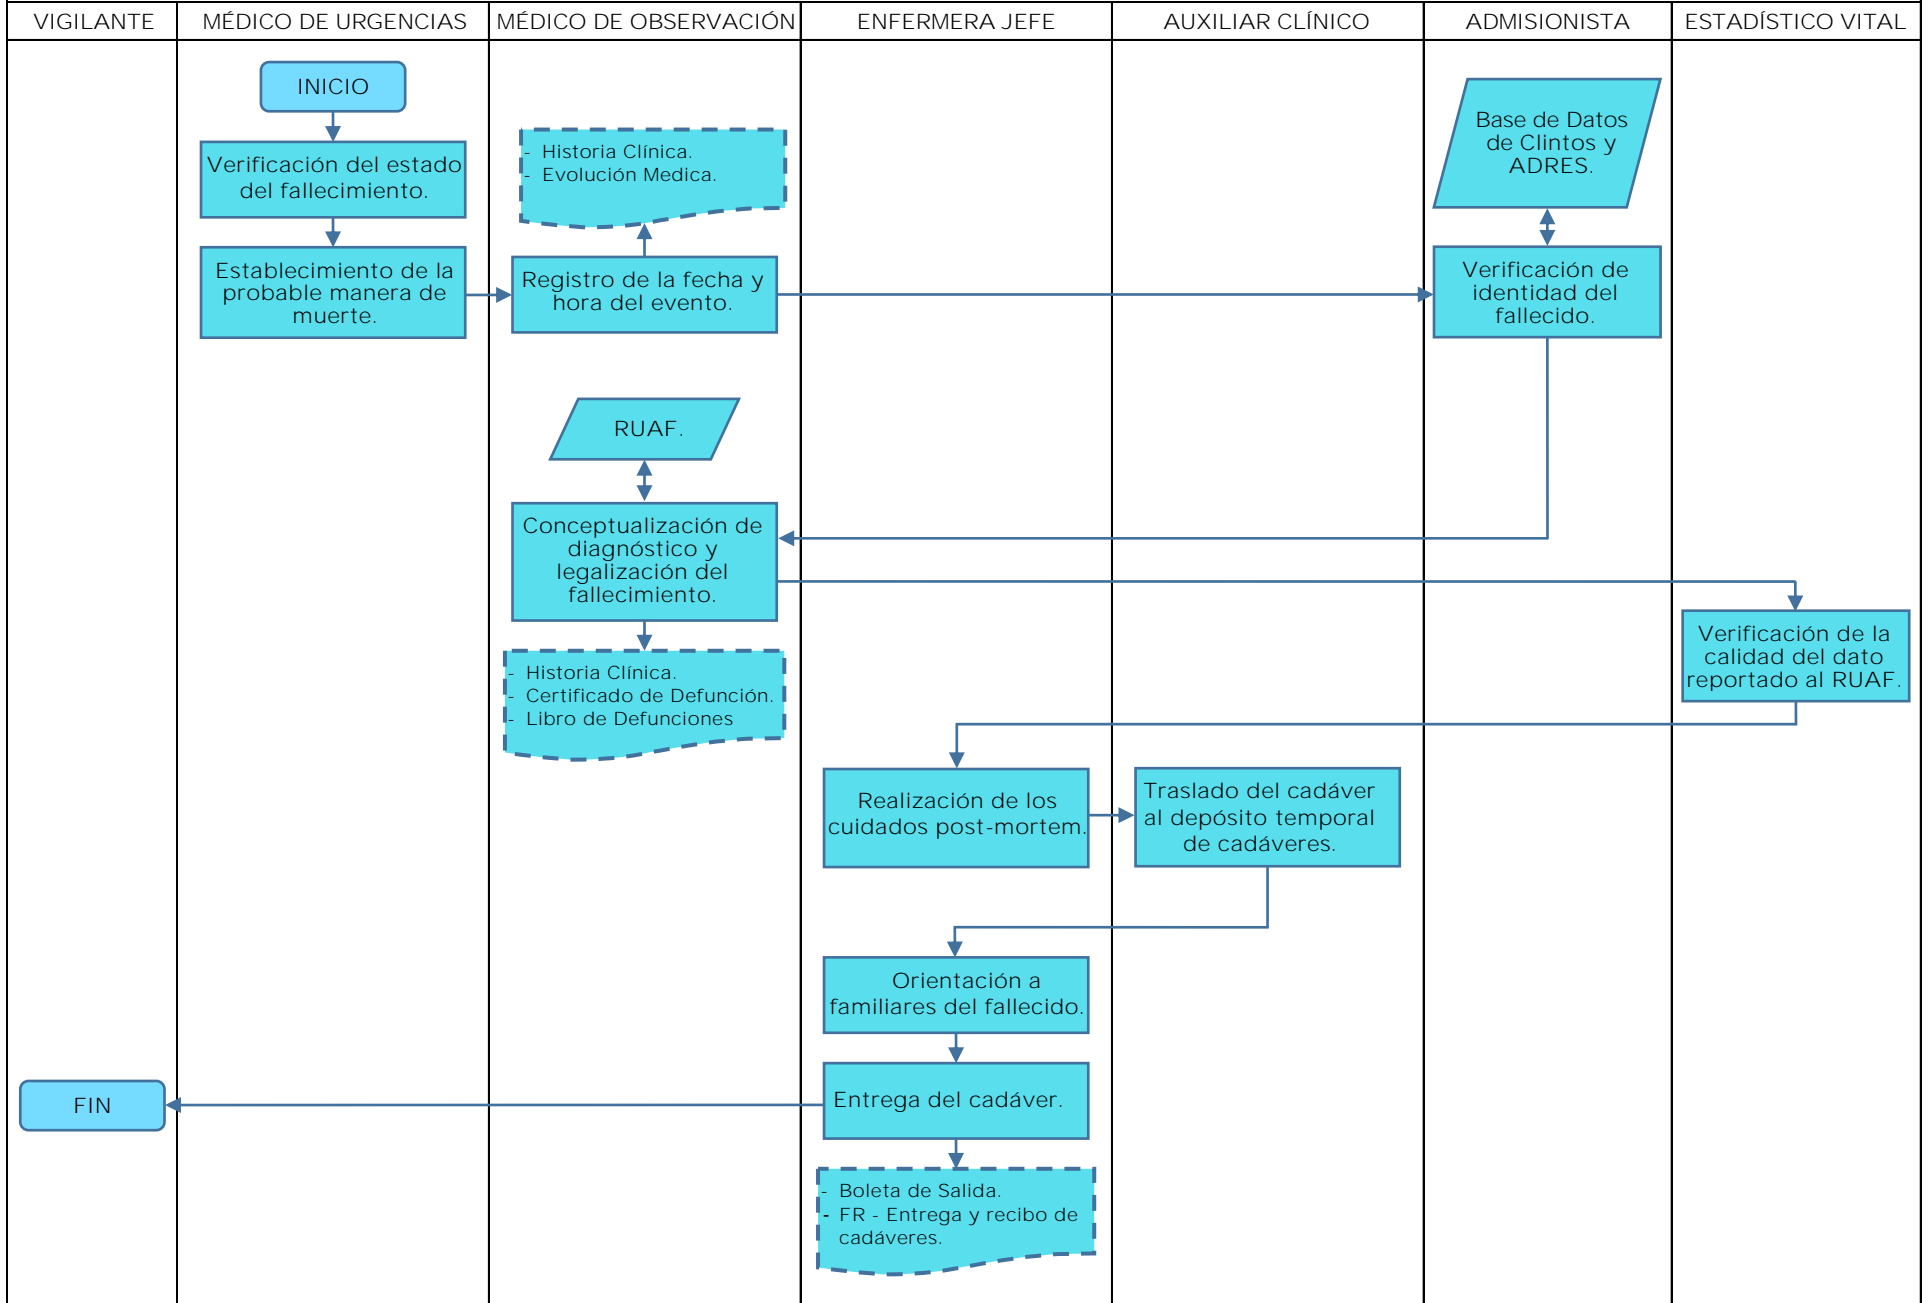 VIGILANTE
MÉDICO DE URGENCIAS
MÉDICO DE OBSERVACIÓN
ENFERMERA JEFE
AUXILIAR CLÍNICO
ADMISIONISTA
ESTADÍSTICO VITAL
INICIO
Verificación del estado
del fallecimiento.
Establecimiento de la
probable manera de
muerte.
- Historia Clínica.
- Evolución Medica.
Registro de la fecha y
hora del evento.
Base de Datos
de Clintos y
ADRES.
Verificación de
identidad del
fallecido.
RUAF.
Conceptualización de
diagnóstico y
legalización del
fallecimiento.
- Historia Clínica.
- Certificado de Defunción.
- Libro de Defunciones
Verificación de la
calidad del dato
reportado al RUAF.
Realización de los
cuidados post-mortem.
Traslado del cadáver
al depósito temporal
de cadáveres.
Orientación a
familiares del fallecido.
Entrega del cadáver.
FIN
- Boleta de Salida.
- FR - Entrega y recibo de
cadáveres.